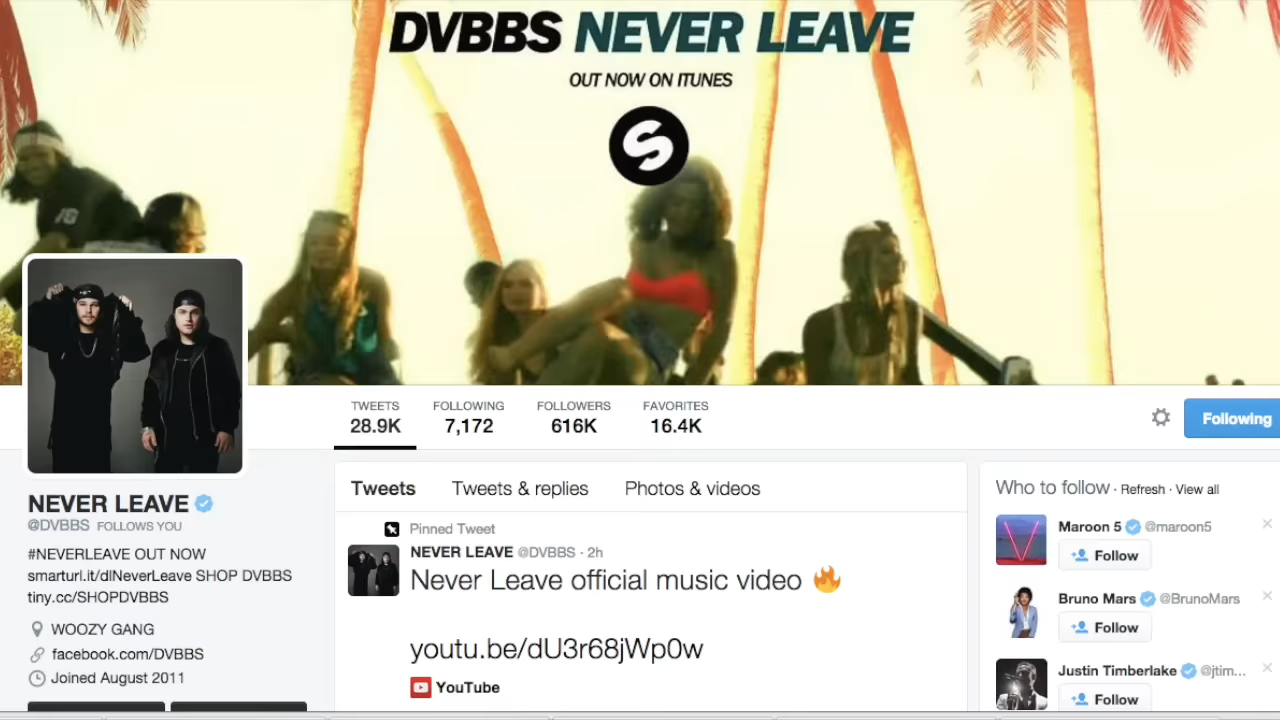 DVBBS NEVER LEAVE
OUT NOW ON ITUNES
S
TWEETS
28.9K
FOLLOWING
7,172
FOLLOWERS
616K
FAVORITES
16.4K
Following
NEVER LEAVE
@DVBBS FOLLOWS YOU
#NEVERLEAVE OUT NOW
smarturl.it/dlNeverLeave SHOP DVBBS
tiny.cc/SHOPDVBBS
WOOZY GANG
facebook.com/DVBBS
Joined August 2011
Tweets Tweets & replies Photos & videos
Pinned Tweet
NEVER LEAVE @DVBBS · 2h
Never Leave official music video 🔥
youtu.be/dU3r68jWp0w
YouTube
Who to follow · Refresh · View all
Maroon 5 @maroon5
Follow
Bruno Mars @BrunoMars
Follow
Justin Timberlake @jtim...
Follow